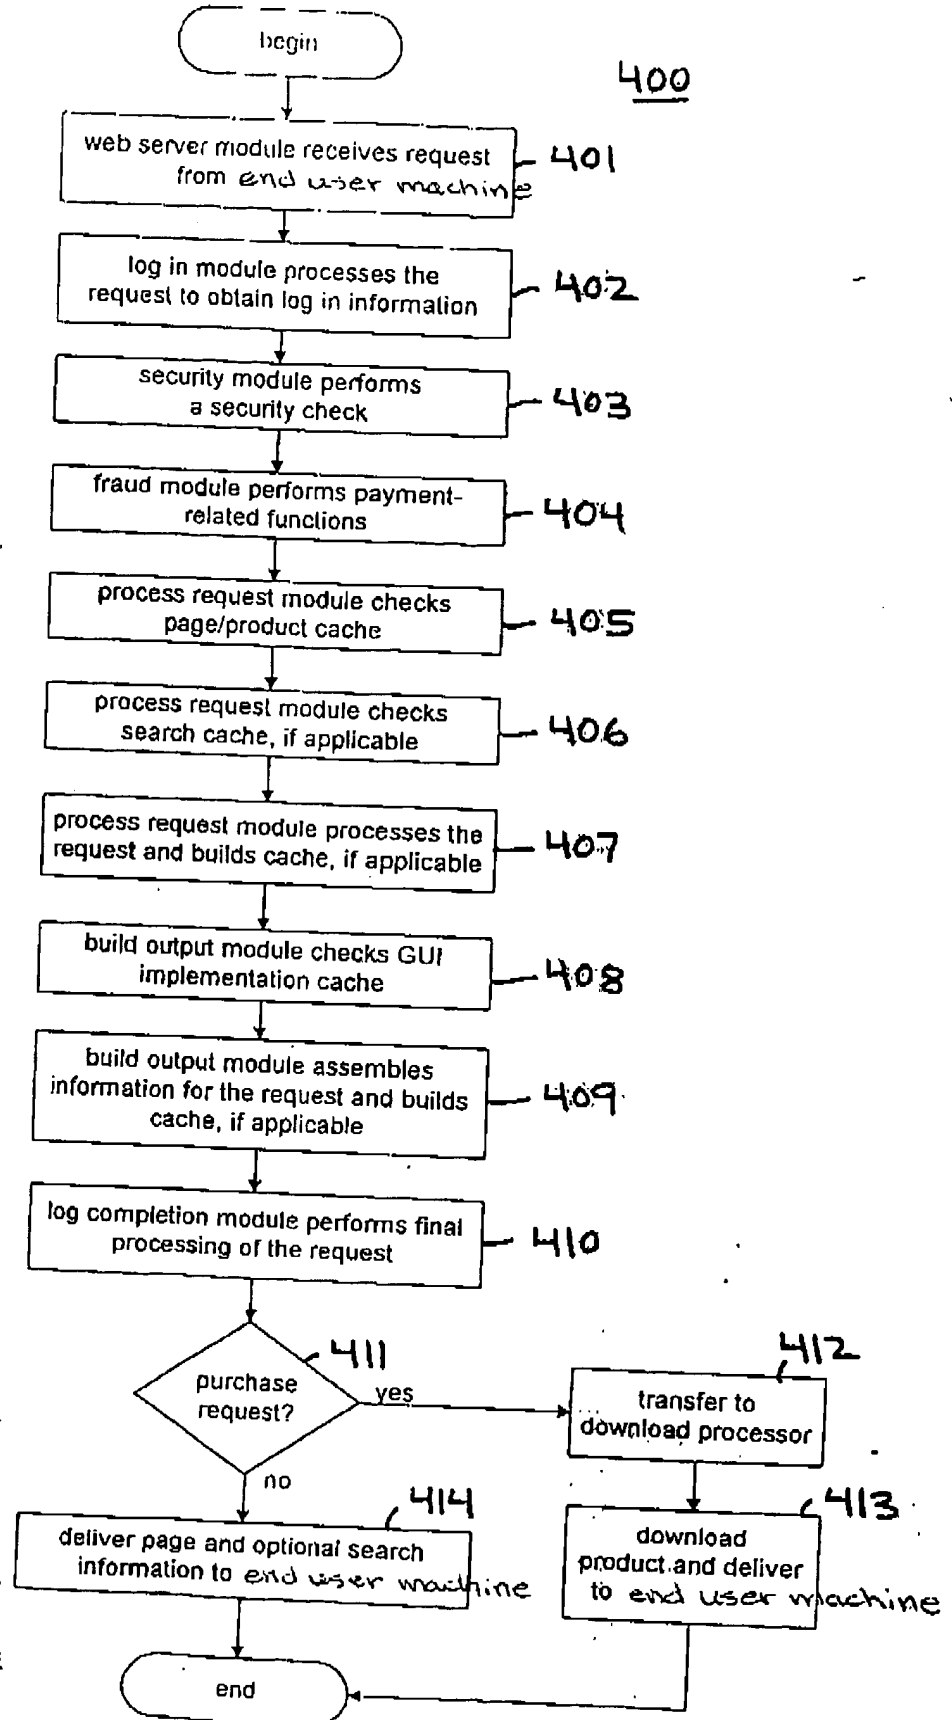 begin
400
web server module receives request
from end user machine
401
log in module processes the
request to obtain log in information
402
security module performs
a security check
403
fraud module performs payment-
related functions
404
process request module checks
page/product cache
405
process request module checks
search cache, if applicable
406
process request module processes the
request and builds cache, if applicable
407
build output module checks GUI
implementation cache
408
build output module assembles
information for the request and builds
cache, if applicable
409
log completion module performs final
processing of the request
410
411
purchase
request?
yes
412
transfer to
download processor
no
414
deliver page and optional search
information to end user machine
413
download
product and deliver
to end user machine
end